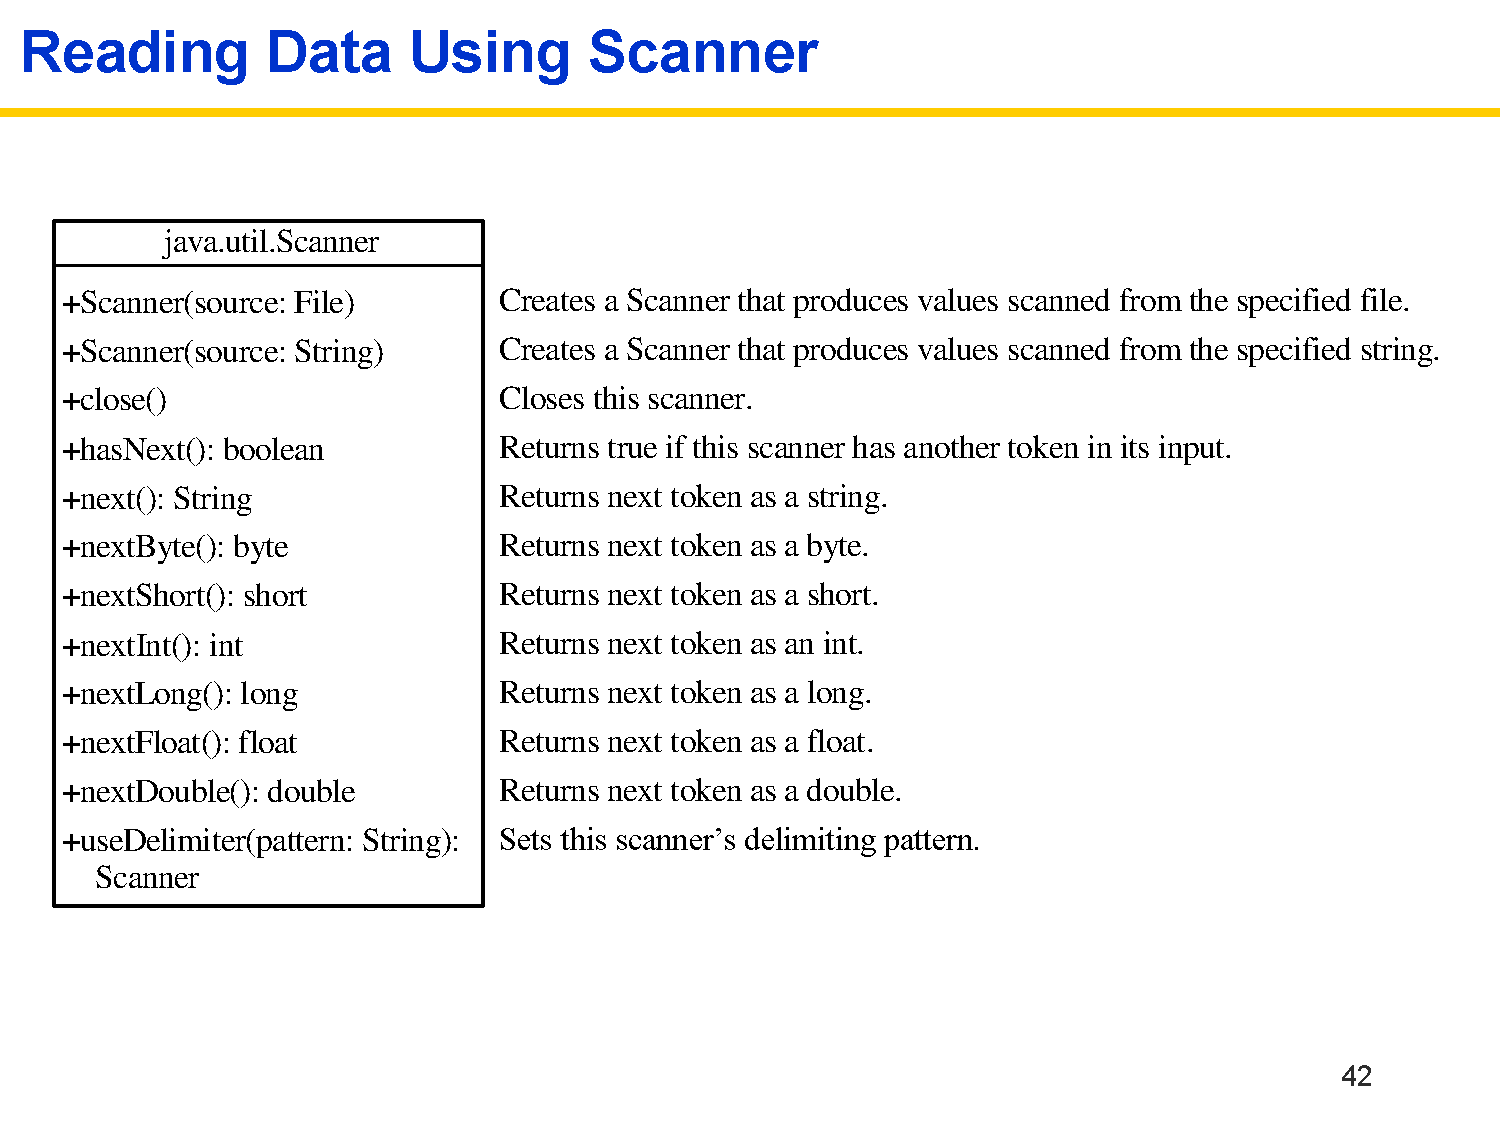 Reading Data Using Scanner
java.util.Scanner
+Scanner(source: File) Creates a Scanner that produces values scanned from the specified file.
+Scanner(source: String) Creates a Scanner that produces values scanned from the specified string.
+close() Closes this scanner.
+hasNext(): boolean Returns true if this scanner has another token in its input.
+next(): String Returns next token as a string.
+nextByte(): byte Returns next token as a byte.
+nextShort(): short Returns next token as a short.
+nextInt(): int Returns next token as an int.
+nextLong(): long Returns next token as a long.
+nextFloat(): float Returns next token as a float.
+nextDouble(): double Returns next token as a double.
+useDelimiter(pattern: String): Sets this scanner’s delimiting pattern.
Scanner
42